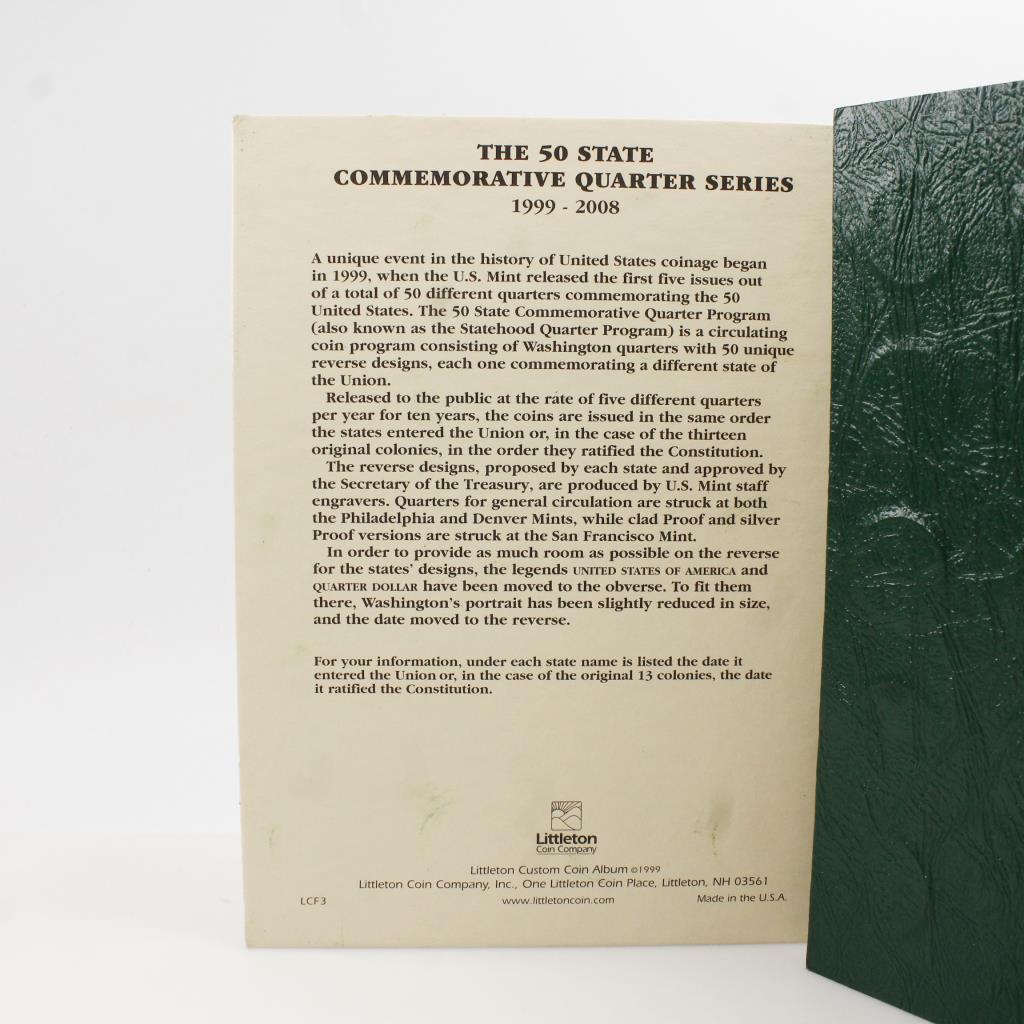 THE 50 STATE
COMMEMORATIVE QUARTER SERIES
1999 - 2008
A unique event in the history of United States coinage began
in 1999, when the U.S. Mint released the first five issues out
of a total of 50 different quarters commemorating the 50
United States. The 50 State Commemorative Quarter Program
(also known as the Statehood Quarter Program) is a circulating
coin program consisting of Washington quarters with 50 unique
reverse designs, each one commemorating a different state of
the Union.
Released to the public at the rate of five different quarters
per year for ten years, the coins are issued in the same order
the states entered the Union or, in the case of the thirteen
original colonies, in the order they ratified the Constitution.
The reverse designs, proposed by each state and approved by
the Secretary of the Treasury, are produced by U.S. Mint staff
engravers. Quarters for general circulation are struck at both
the Philadelphia and Denver Mints, while clad Proof and silver
Proof versions are struck at the San Francisco Mint.
In order to provide as much room as possible on the reverse
for the states' designs, the legends UNITED STATES OF AMERICA and
QUARTER DOLLAR have been moved to the obverse. To fit them
there, Washington's portrait has been slightly reduced in size,
and the date moved to the reverse.
For your information, under each state name is listed the date it
entered the Union or, in the case of the original 13 colonies, the date
it ratified the Constitution.
Littleton
Coin Company
Littleton Custom Coin Album ©1999
Littleton Coin Company, Inc., One Littleton Coin Place, Littleton, NH 03561
LCF3 www.littletoncoin.com Made in the U.S.A.